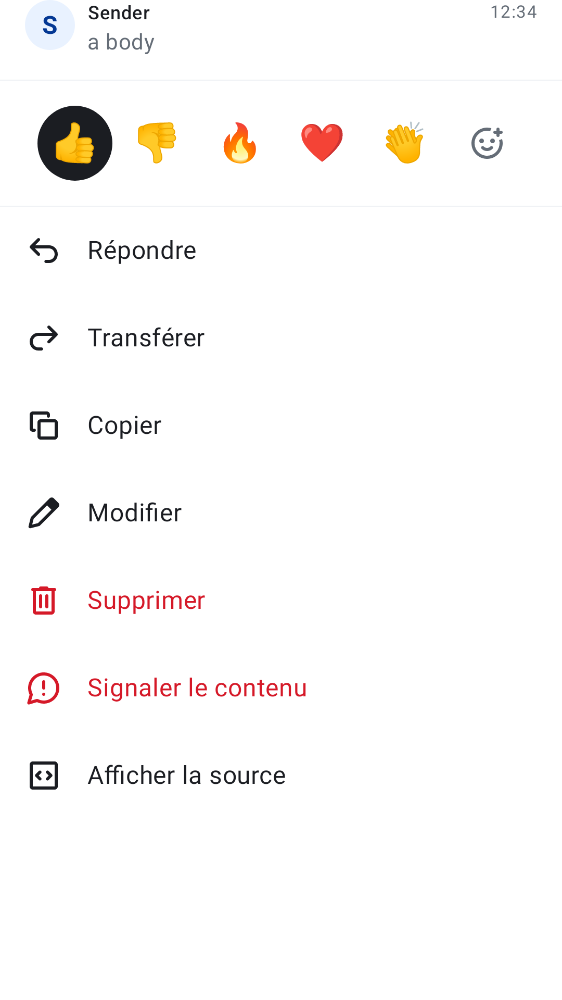 S
Sender
12:34
a body
Répondre
Transférer
Copier
Modifier
Supprimer
Signaler le contenu
Afficher la source